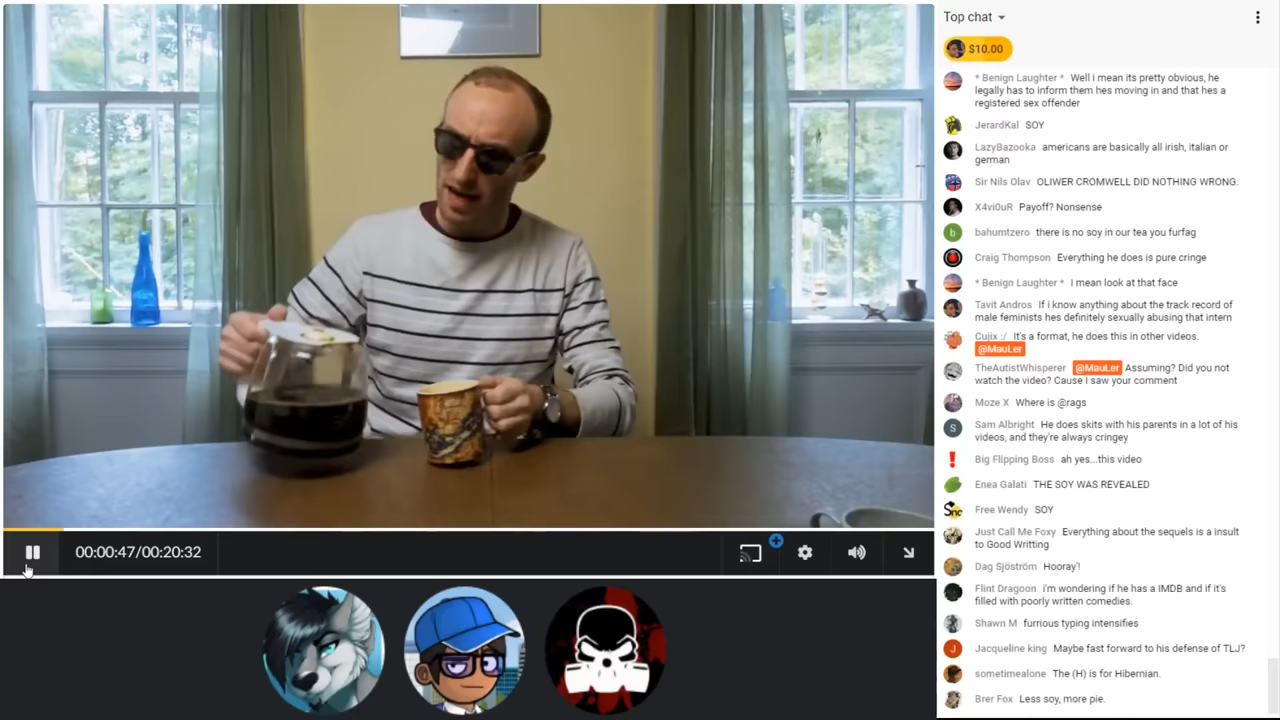 Top chat
$10.00
* Benign Laughter * Well i mean its pretty obvious, he
legally has to inform them hes moving in and that hes a
registered sex offender
JerardKal SOY
LazyBazooka americans are basically all irish, italian or
german
Sir Nils Olav OLIWER CROMWELL DID NOTHING WRONG.
X4vi0uR Payoff? Nonsense
b bahumtzero there is no soy in our tea you furfag
Craig Thompson Everything he does is pure cringe
* Benign Laughter * I mean look at that face
Tavit Andros If i know anything about the track record of
male feminists hes definitely sexually abusing that intern
Cujix :/ It's a format, he does this in other videos.
@MauLer
TheAutistWhisperer @MauLer Assuming? Did you not
watch the video? Cause I saw your comment
Moze X Where is @rags
S Sam Albright He does skits with his parents in a lot of his
videos, and they're always cringey
Big Flipping Boss ah yes...this video
Enea Galati THE SOY WAS REVEALED
Free Wendy SOY
Just Call Me Foxy Everything about the sequels is a insult
to Good Writting
Dag Sjöström Hooray'!
Flint Dragoon i'm wondering if he has a IMDB and if it's
filled with poorly written comedies.
Shawn M furrious typing intensifies
J Jacqueline king Maybe fast forward to his defense of TLJ?
sometimealone The (H) is for Hibernian.
Brer Fox Less soy, more pie.
00:00:47/00:20:32